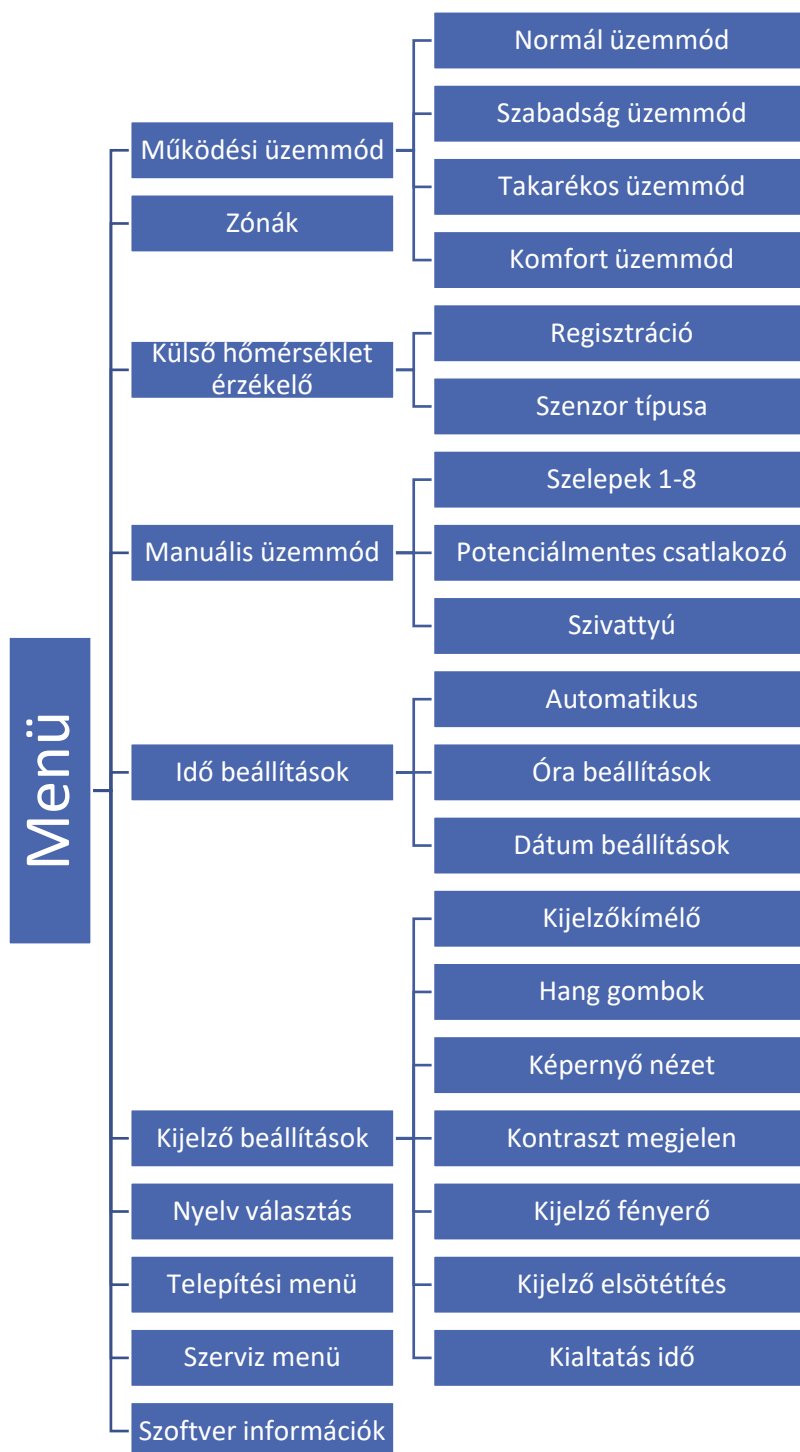 Menü
Működési üzemmód
Normál üzemmód
Szabadság üzemmód
Takarékos üzemmód
Komfort üzemmód
Zónák
Külső hőmérséklet
érzékelő
Regisztráció
Szenzor típusa
Manuális üzemmód
Szelepek 1-8
Potenciálmentes csatlakozó
Szivattyú
Idő beállítások
Automatikus
Óra beállítások
Dátum beállítások
Kijelző beállítások
Kijelzőkímélő
Hang gombok
Képernyő nézet
Kontraszt megjelen
Kijelző fényerő
Kijelző elsötétítés
Kialtatás idő
Nyelv választás
Telepítési menü
Szerviz menü
Szoftver információk